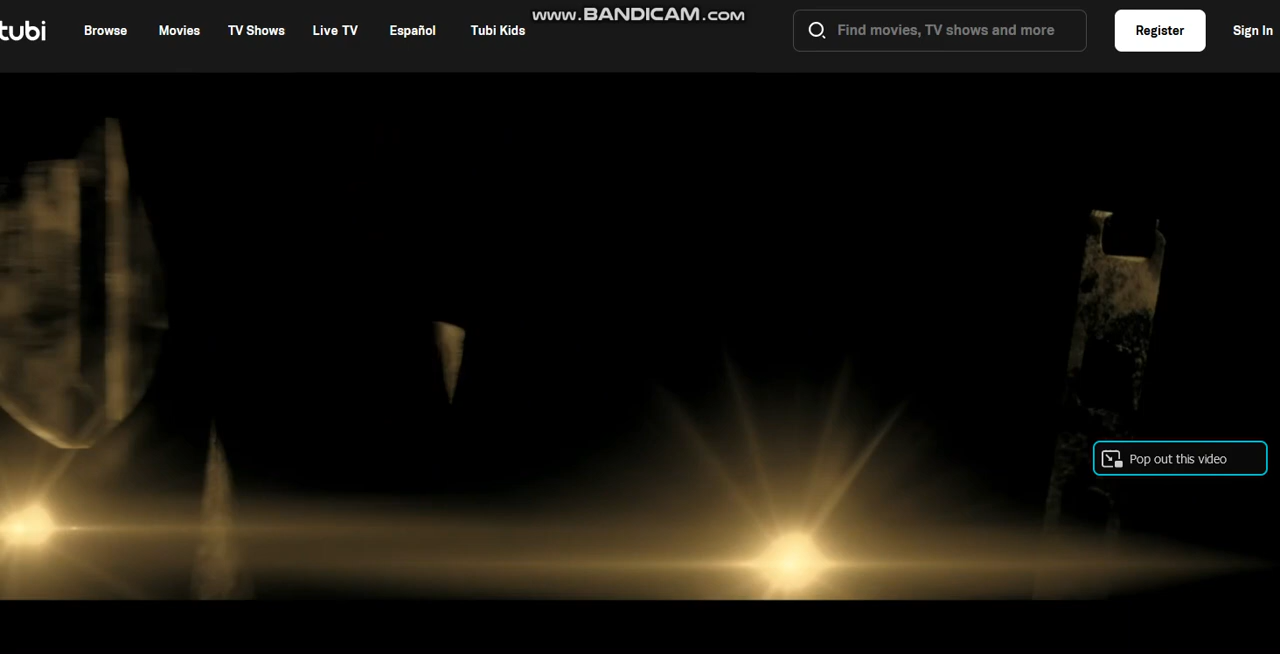 www.BANDICAM.com
tubi Browse Movies TV Shows Live TV Español Tubi Kids Find movies, TV shows and more Register Sign In
Pop out this video